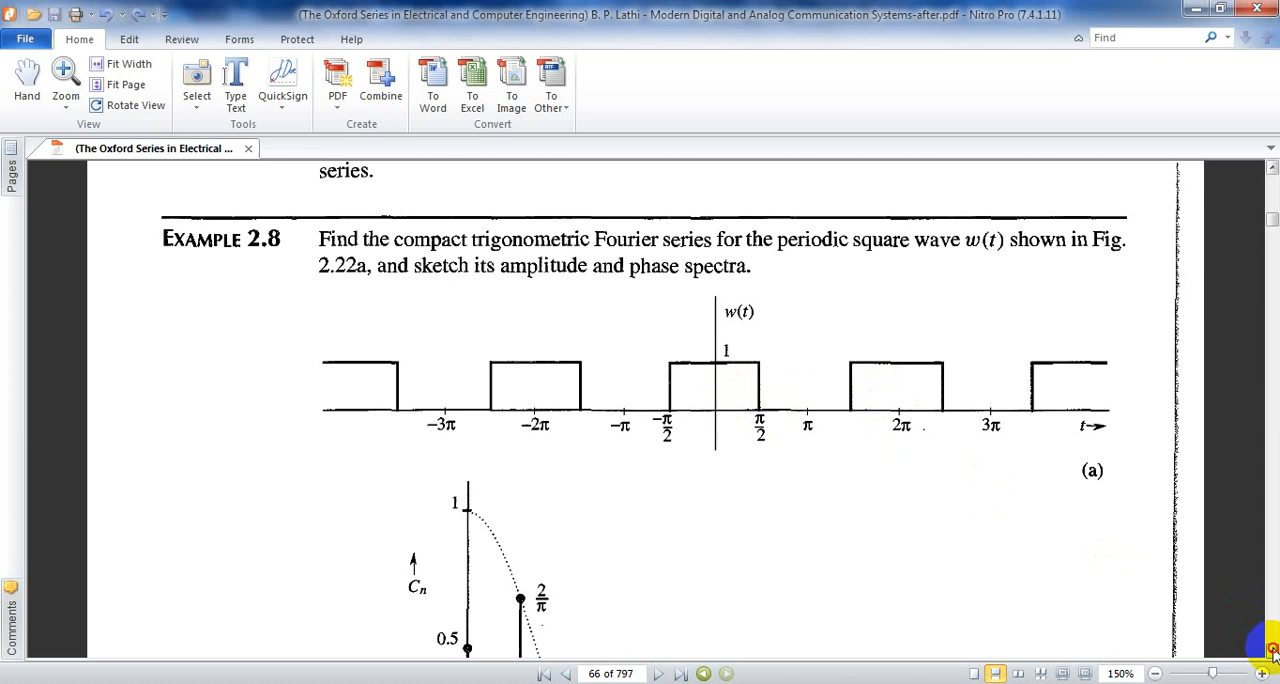 (The Oxford Series in Electrical and Computer Engineering) B. P. Lathi - Modern Digital and Analog Communication Systems-after.pdf - Nitro Pro (7.4.1.11)
File Home Edit Review Forms Protect Help
Find
Hand
Zoom
Fit Width
Fit Page
Rotate View
View
Select
Type Text
QuickSign
Tools
PDF
Combine
Create
To Word
To Excel
To Image
To Other
Convert
(The Oxford Series in Electrical ...
Pages
Comments
series.
EXAMPLE 2.8 Find the compact trigonometric Fourier series for the periodic square wave w(t) shown in Fig.
2.22a, and sketch its amplitude and phase spectra.
w(t)
1
−3π −2π −π −π/2 π/2 π 2π 3π t→
(a)
1
↑
Cn
2/π
0.5
66 of 797
150%